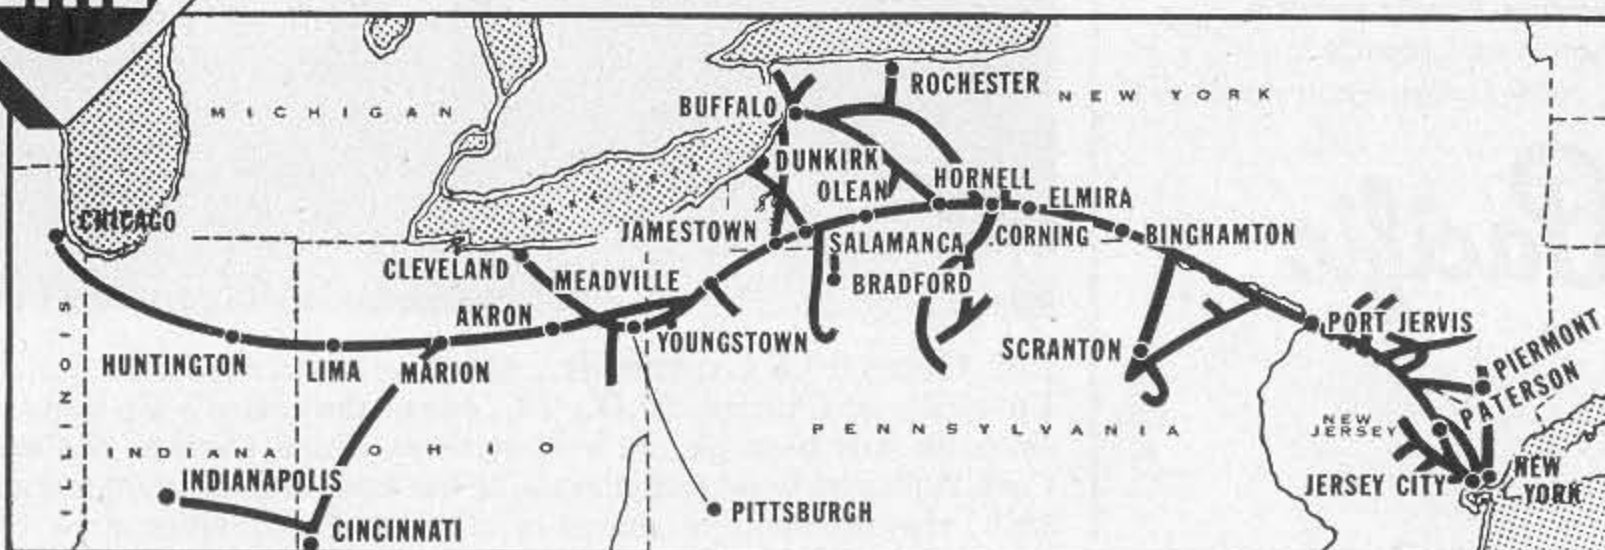 MICHIGAN
NEW YORK
ROCHESTER
BUFFALO
DUNKIRK
LAKE ERIE
OLEAN
HORNELL
ELMIRA
CHICAGO
JAMESTOWN
SALAMANCA
CORNING
BINGHAMTON
CLEVELAND
MEADVILLE
BRADFORD
AKRON
YOUNGSTOWN
PORT JERVIS
PIERMONT
SCRANTON
HUNTINGTON
LIMA
MARION
PATERSON
ILLINOIS
NEW
JERSEY
PENNSYLVANIA
INDIANA
OHIO
INDIANAPOLIS
JERSEY CITY
NEW
YORK
PITTSBURGH
CINCINNATI